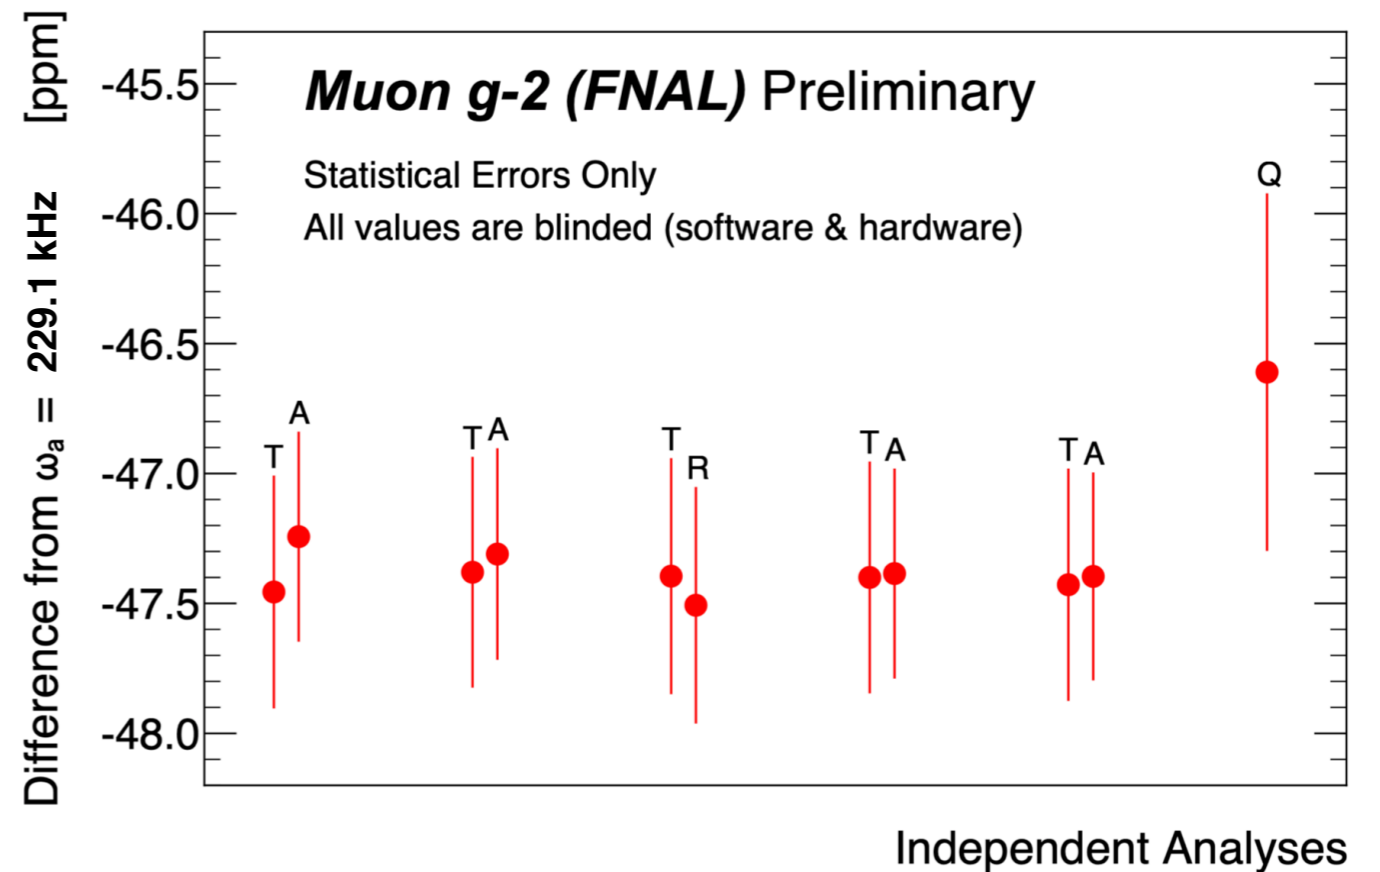 Muon g-2 (FNAL) Preliminary
Statistical Errors Only
All values are blinded (software & hardware)
Difference from ωa = 229.1 kHz [ppm]
-45.5
-46.0
-46.5
-47.0
-47.5
-48.0
T A
T A
T R
T A
T A
Q
Independent Analyses